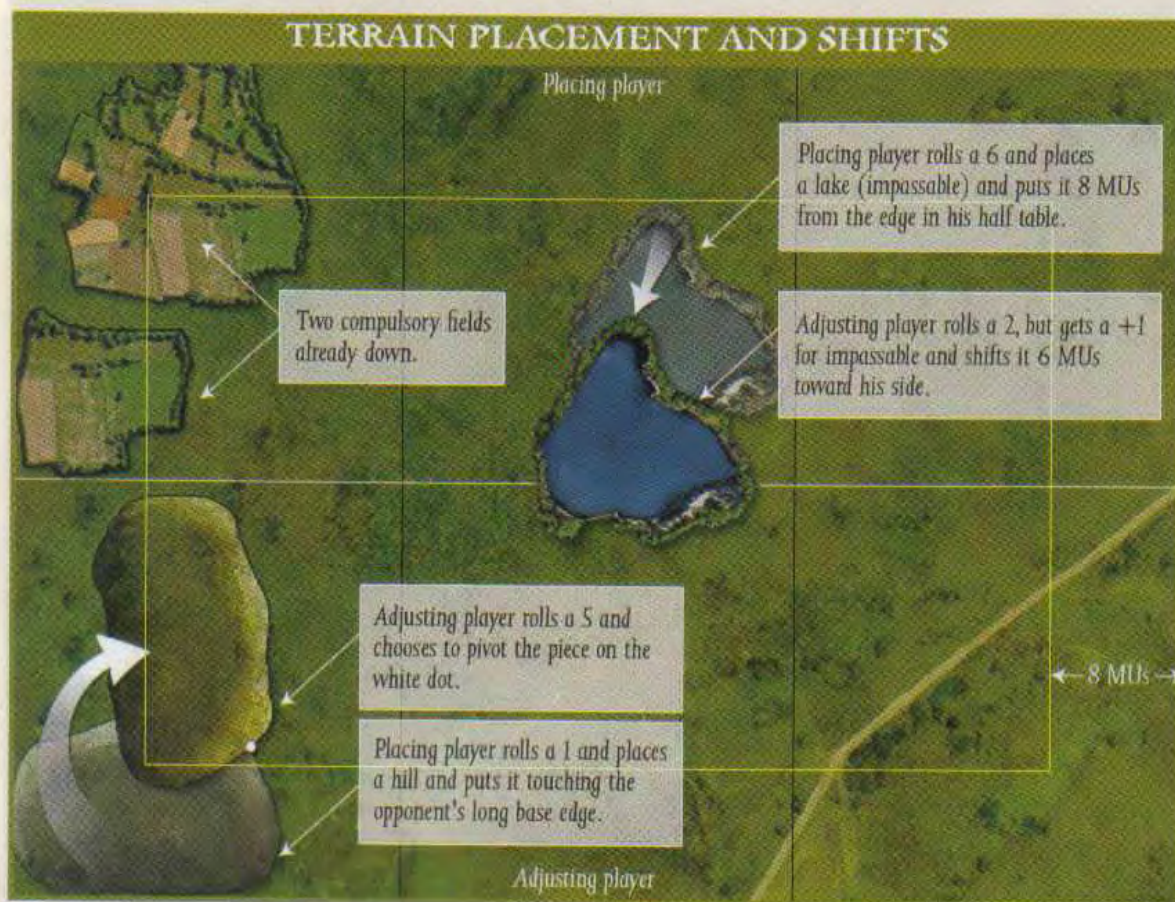 TERRAIN PLACEMENT AND SHIFTS
Placing player
Placing player rolls a 6 and places
a lake (impassable) and puts it 8 MUs
from the edge in his half table.
Two compulsory fields
already down.
Adjusting player rolls a 2, but gets a +1
for impassable and shifts it 6 MUs
toward his side.
Adjusting player rolls a 5 and
chooses to pivot the piece on the
white dot.
8 MUs
Placing player rolls a 1 and places
a hill and puts it touching the
opponent's long base edge.
Adjusting player